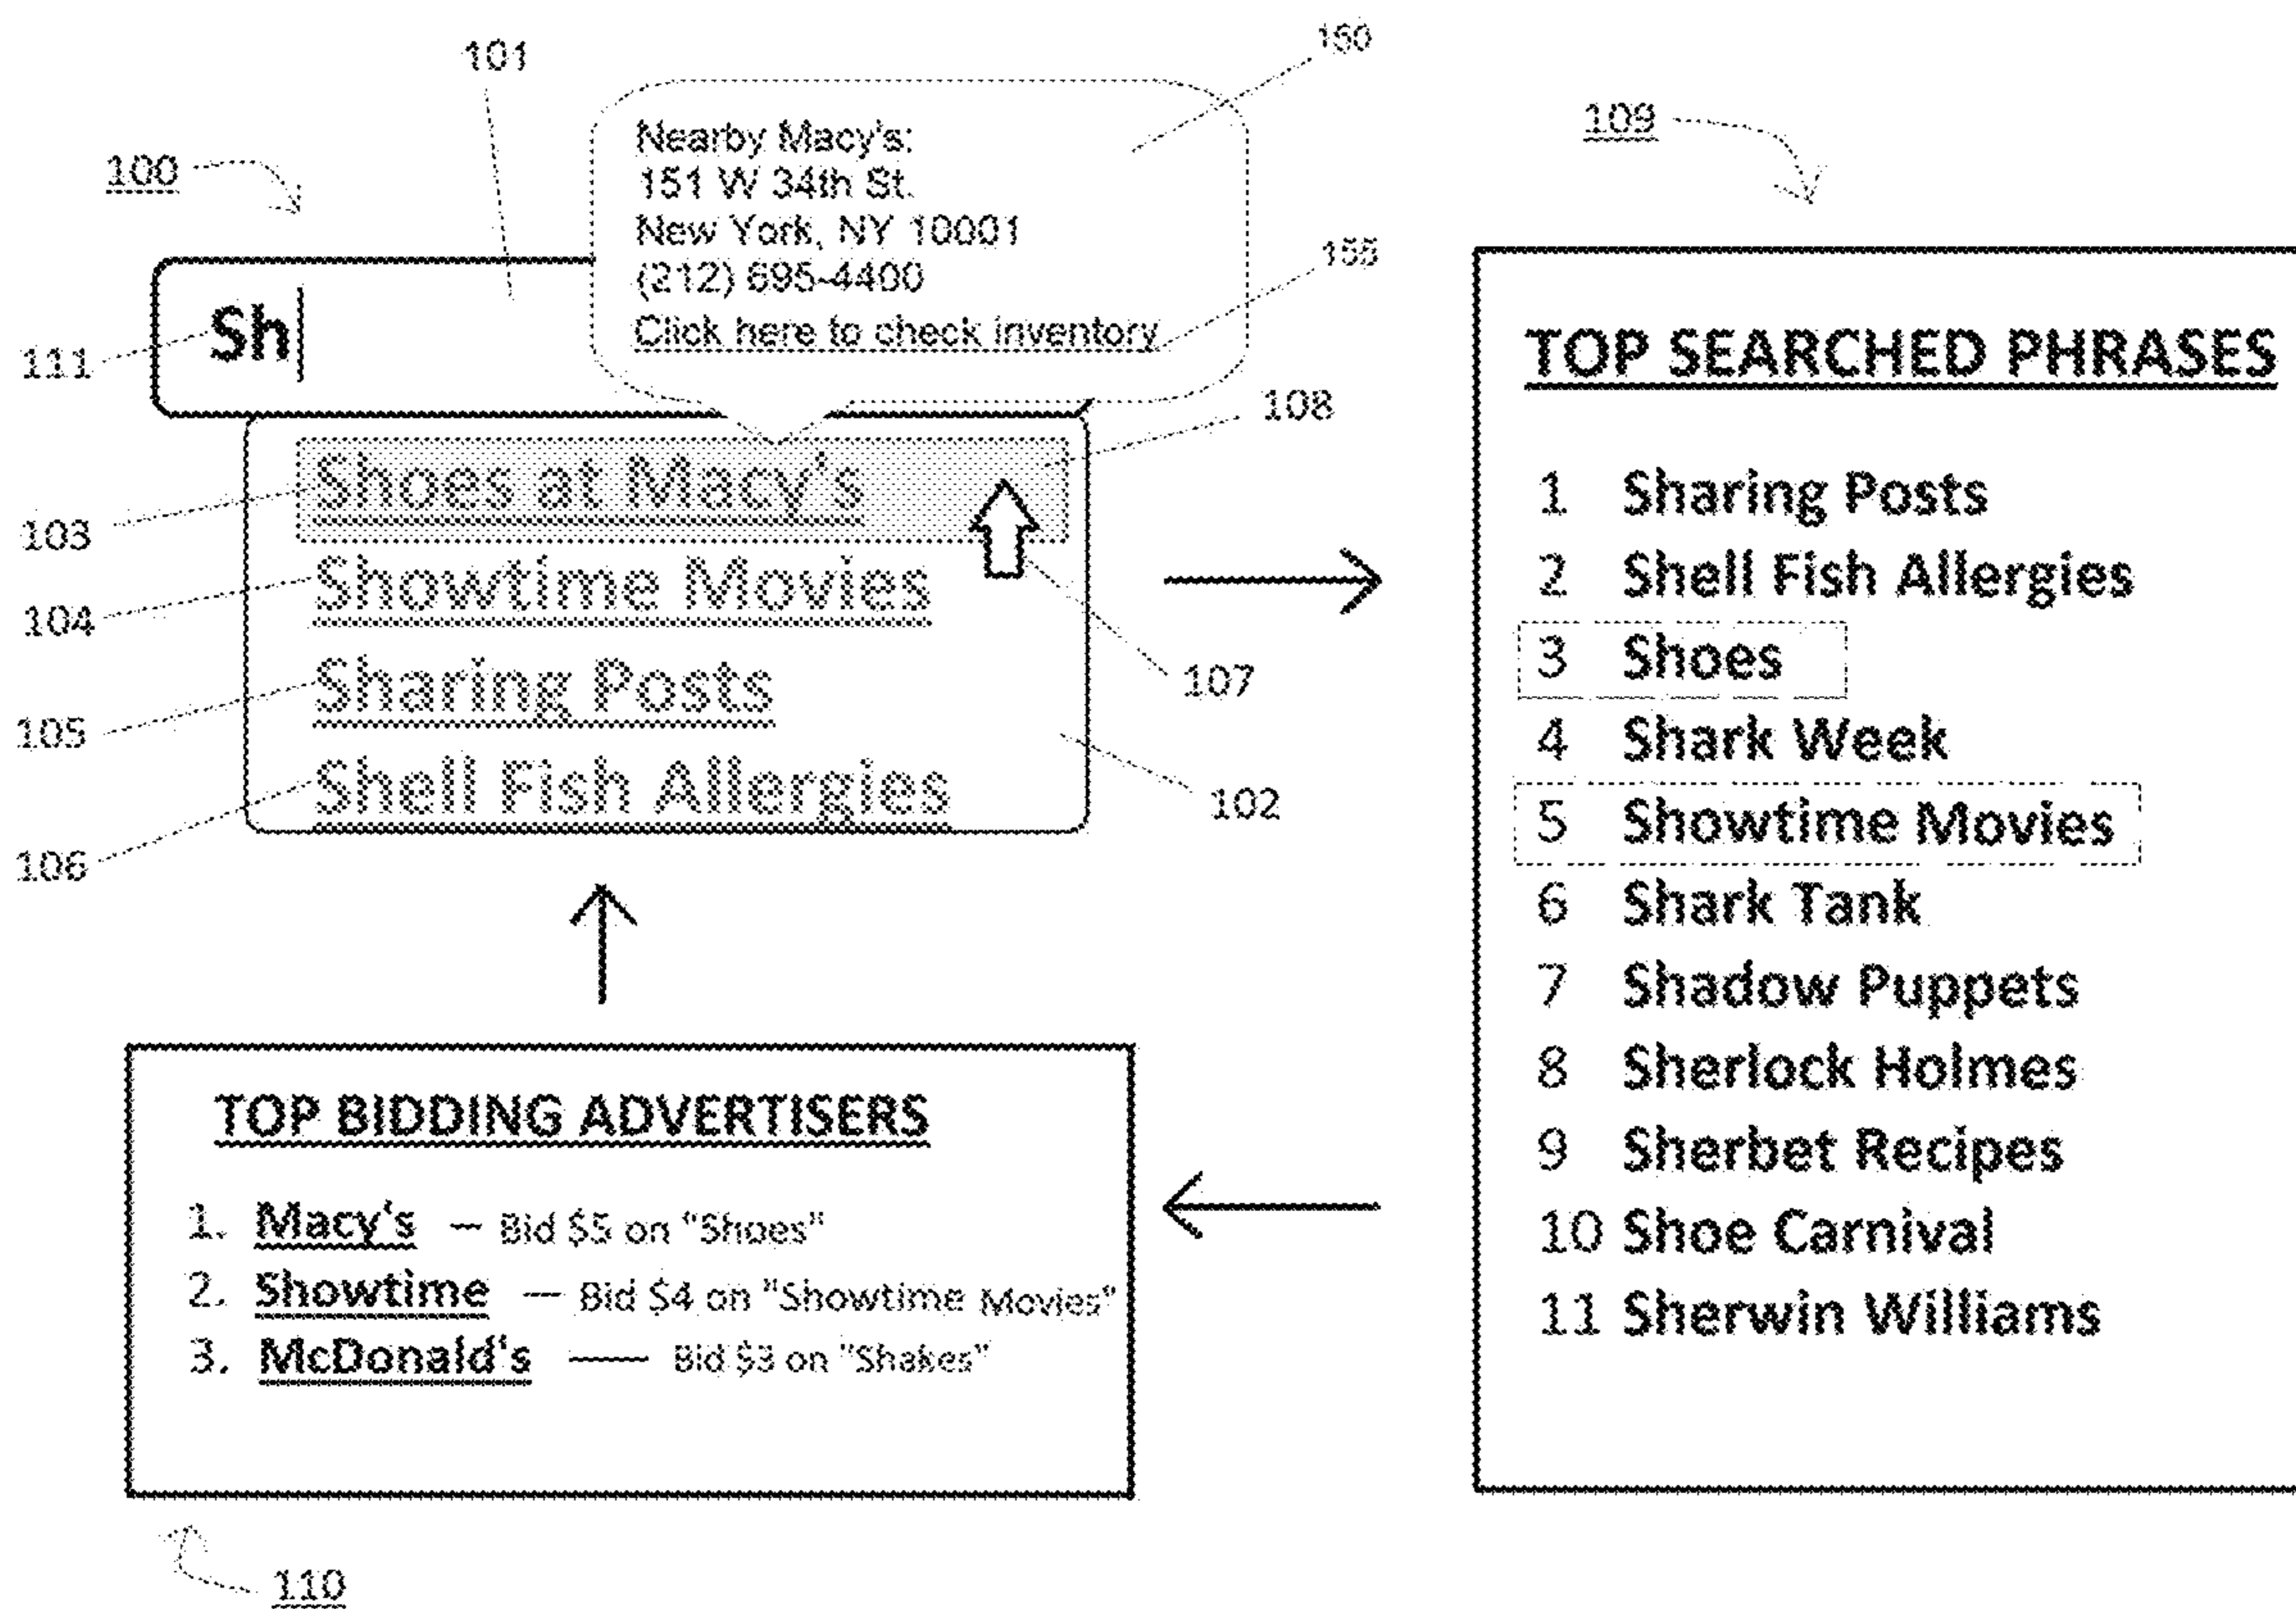 101
150
109
100
Nearby Macy's:
151 W 34th St.
New York, NY 10001
(212) 695-4400
Click here to check inventory
155
Sh
111
108
Shoes at Macy's
103
Showtime Movies
104
Sharing Posts
107
105
Shell Fish Allergies
102
106
TOP SEARCHED PHRASES
1 Sharing Posts
2 Shell Fish Allergies
3 Shoes
4 Shark Week
5 Showtime Movies
6 Shark Tank
7 Shadow Puppets
8 Sherlock Holmes
9 Sherbet Recipes
10 Shoe Carnival
11 Sherwin Williams
TOP BIDDING ADVERTISERS
1. Macy's — Bid $5 on "Shoes"
2. Showtime — Bid $4 on "Showtime Movies"
3. McDonald's — Bid $3 on "Shakes"
110